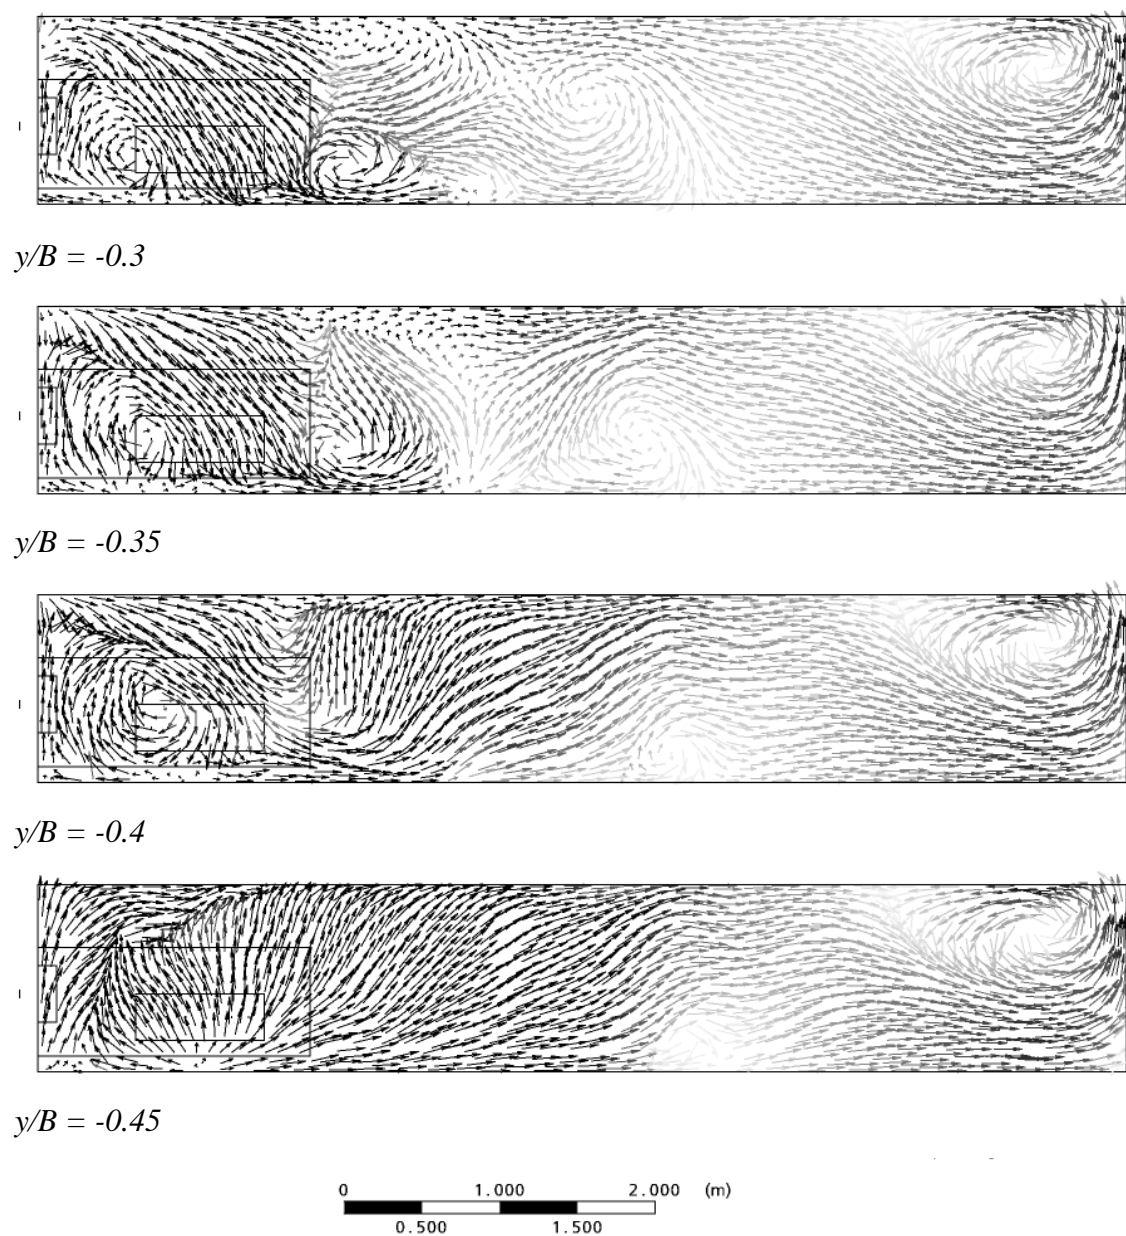 y/B = -0.3
y/B = -0.35
y/B = -0.4
y/B = -0.45
0 1.000 2.000 (m)
0.500 1.500